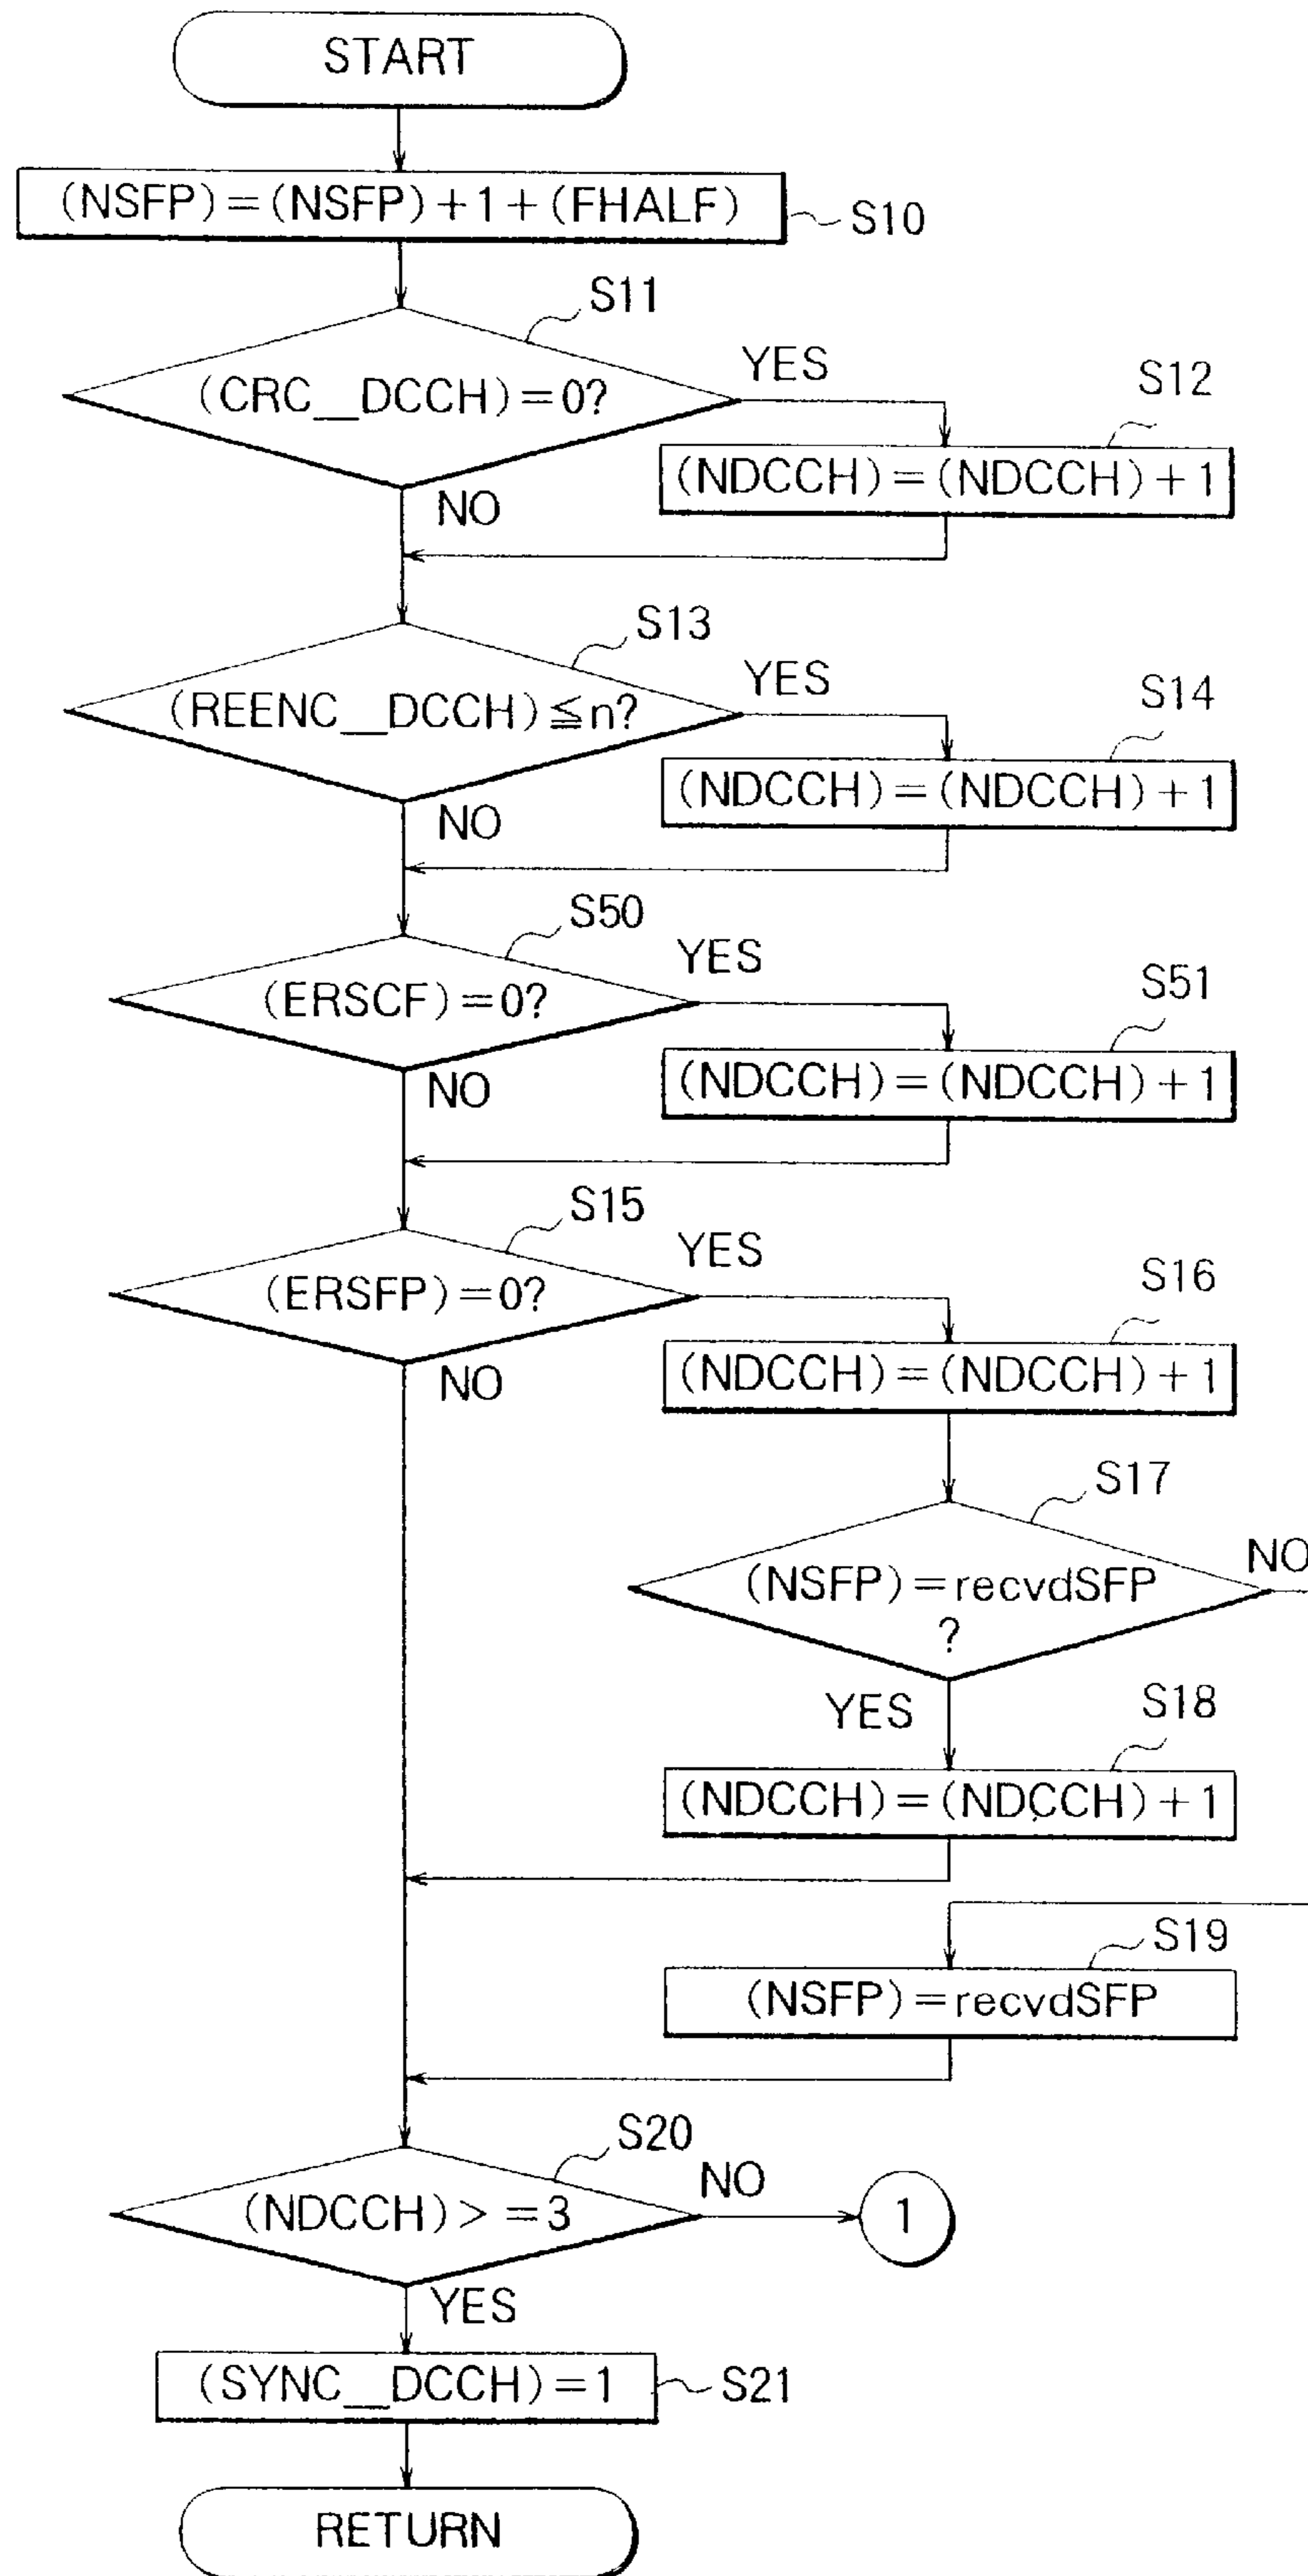 START
(NSFP)=(NSFP)+1+(FHALF)
S10
S11
(CRC__DCCH)=0?
YES
S12
(NDCCH)=(NDCCH)+1
NO
S13
(REENC__DCCH)≦n?
YES
S14
(NDCCH)=(NDCCH)+1
NO
S50
(ERSCF)=0?
YES
S51
(NDCCH)=(NDCCH)+1
NO
S15
(ERSFP)=0?
YES
S16
(NDCCH)=(NDCCH)+1
NO
S17
(NSFP)=recvdSFP
?
NO
YES
S18
(NDCCH)=(NDCCH)+1
S19
(NSFP)=recvdSFP
S20
(NDCCH)>=3
NO
1
YES
(SYNC__DCCH)=1
S21
RETURN